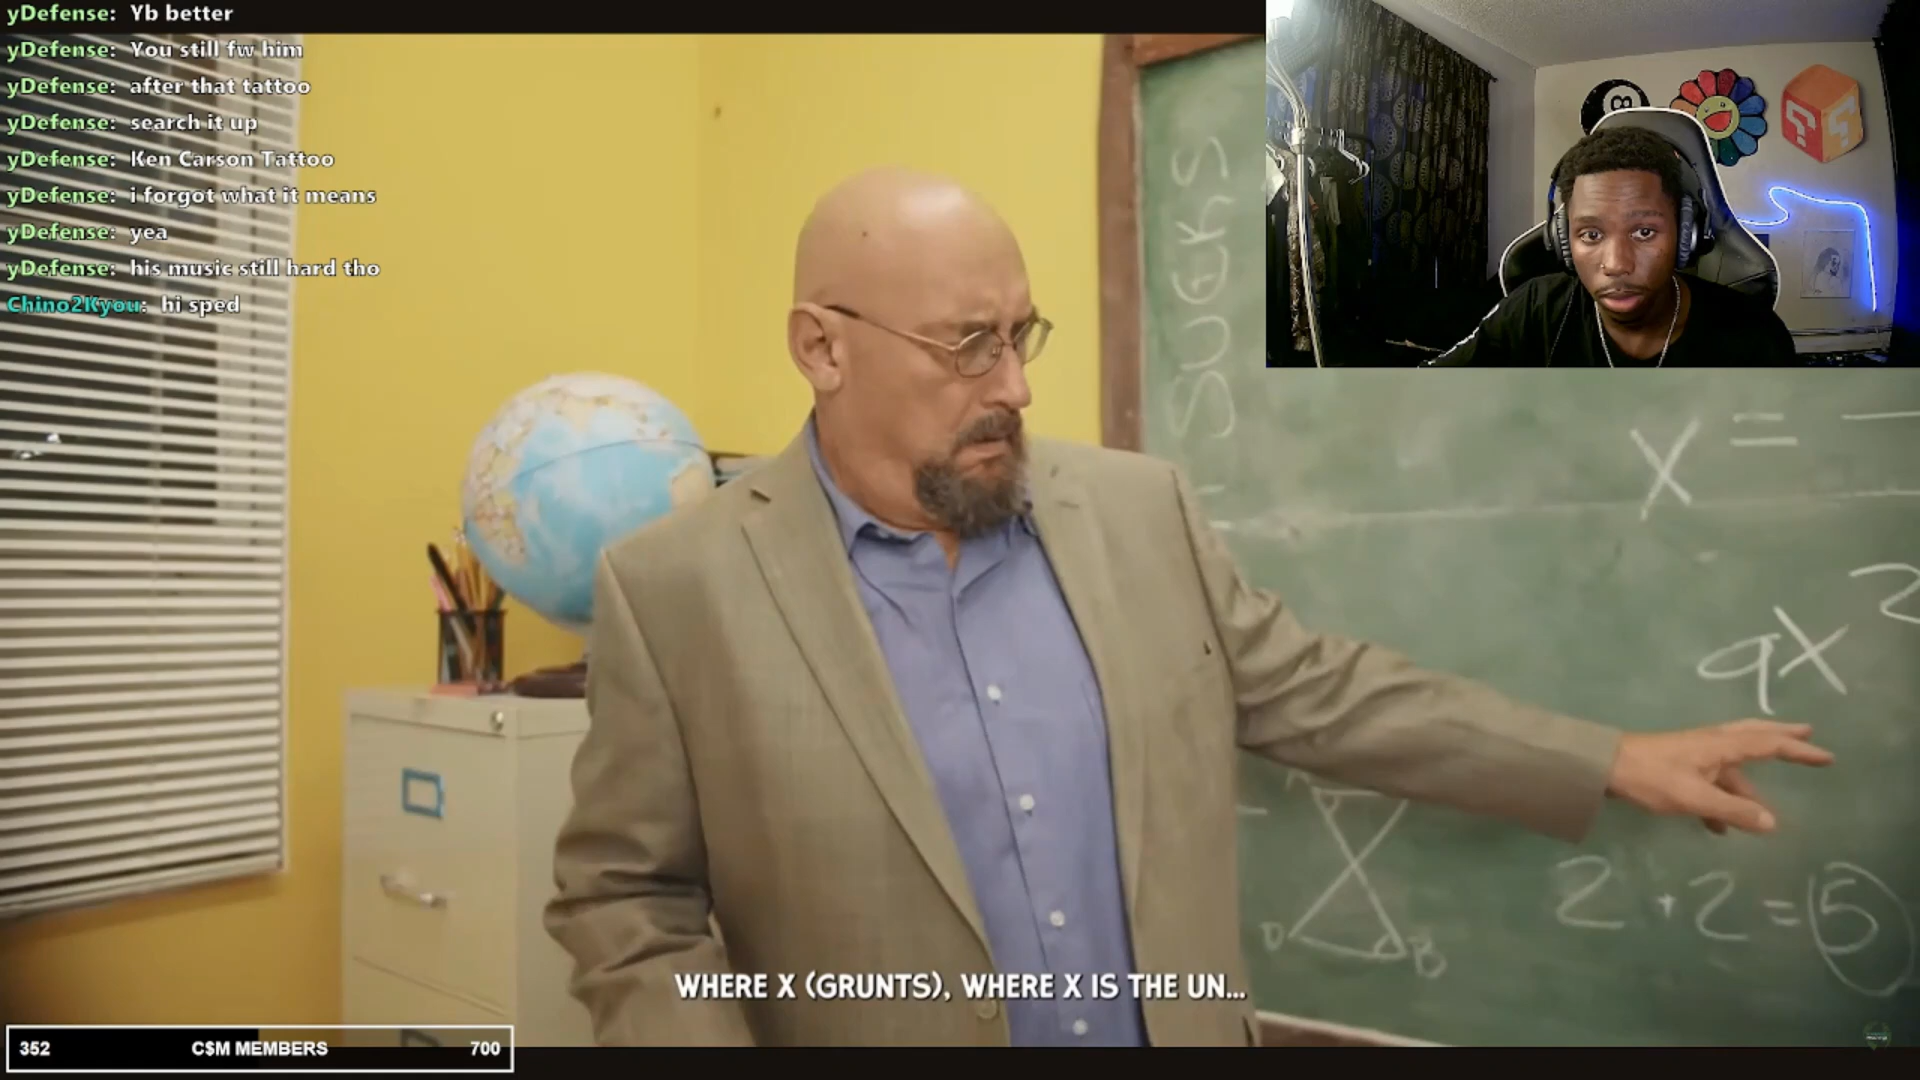 yDefense: Yb better
yDefense: You still fw him
yDefense: after that tattoo
yDefense: search it up
yDefense: Ken Carson Tattoo
yDefense: i forgot what it means
yDefense: yea
yDefense: his music still hard tho
Chino2Kyou: hi sped
SUCKS
8
? S
X =
9x²
2 + 2 = 5
D B
WHERE X (GRUNTS), WHERE X IS THE UN...
352 C$M MEMBERS 700